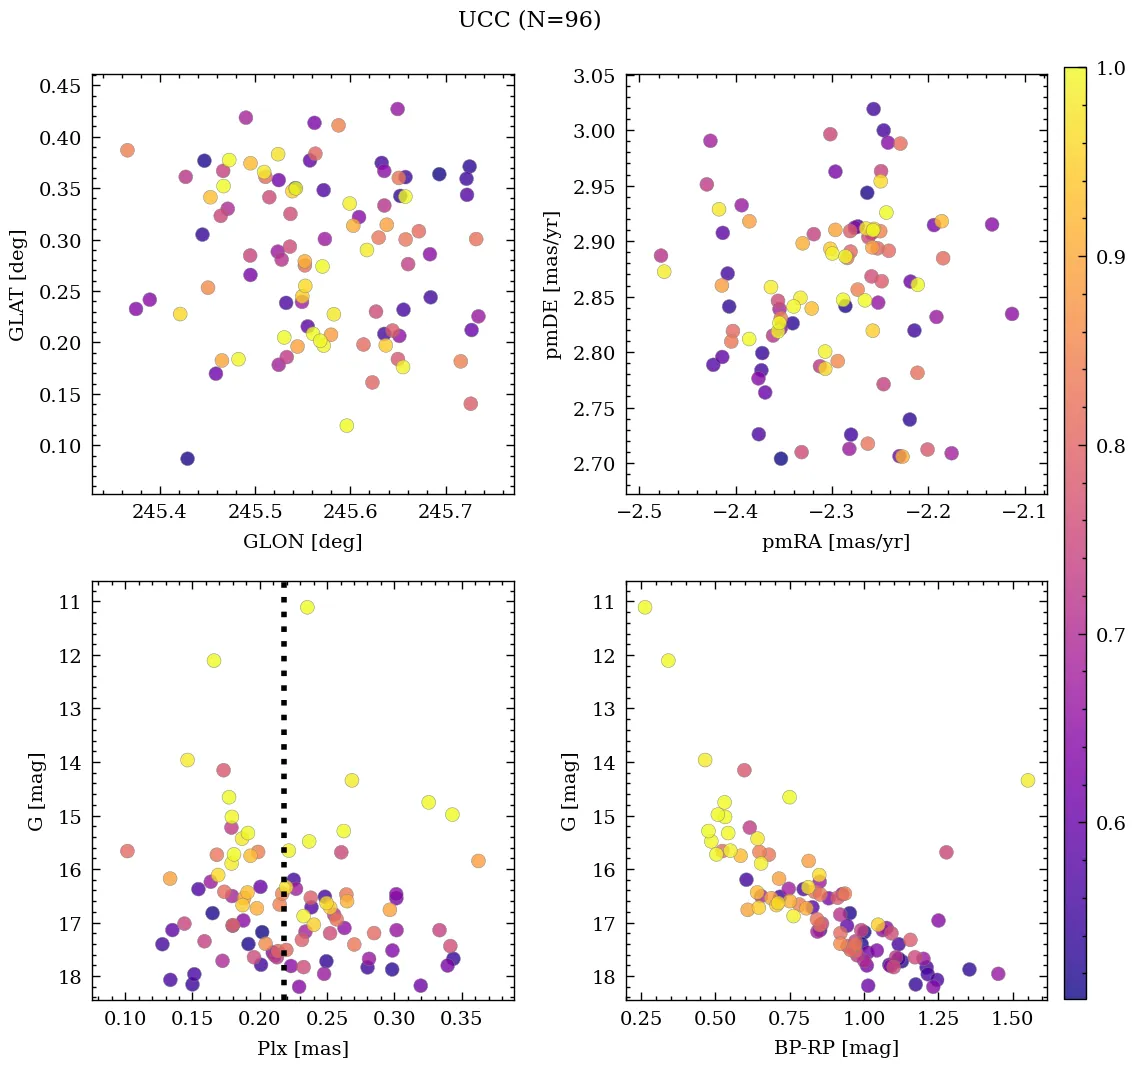 UCC (N=96)
0.45
0.40
0.35
0.30
0.25
0.20
0.15
0.10
GLAT [deg]
245.4 245.5 245.6 245.7
GLON [deg]
3.05
3.00
2.95
2.90
2.85
2.80
2.75
2.70
pmDE [mas/yr]
−2.5 −2.4 −2.3 −2.2 −2.1
pmRA [mas/yr]
1.0
0.9
0.8
0.7
0.6
11
12
13
14
15
16
17
18
G [mag]
0.10 0.15 0.20 0.25 0.30 0.35
Plx [mas]
11
12
13
14
15
16
17
18
G [mag]
0.25 0.50 0.75 1.00 1.25 1.50
BP-RP [mag]